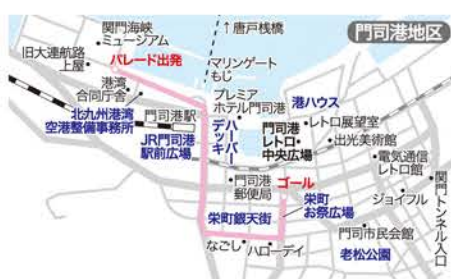 門司港地区
↑唐戸桟橋
関門海峡
ミュージアム
旧大連航路
上屋
パレード出発
マリンゲート
もじ
港湾
合同庁舎
プレミア
ホテル門司港
港ハウス
北九州港湾
空港整備事務所
門司港駅
ハーバー
デッキ
門司港
レトロ
中央広場
レトロ展望室
出光美術館
JR門司港
駅前広場
電気通信
レトロ館
門司港
郵便局
ゴール
関門トンネル入口
栄町銀天街
栄町
お祭広場
ジョイフル
門司市民会館
なごし
ハローデイ
老松公園